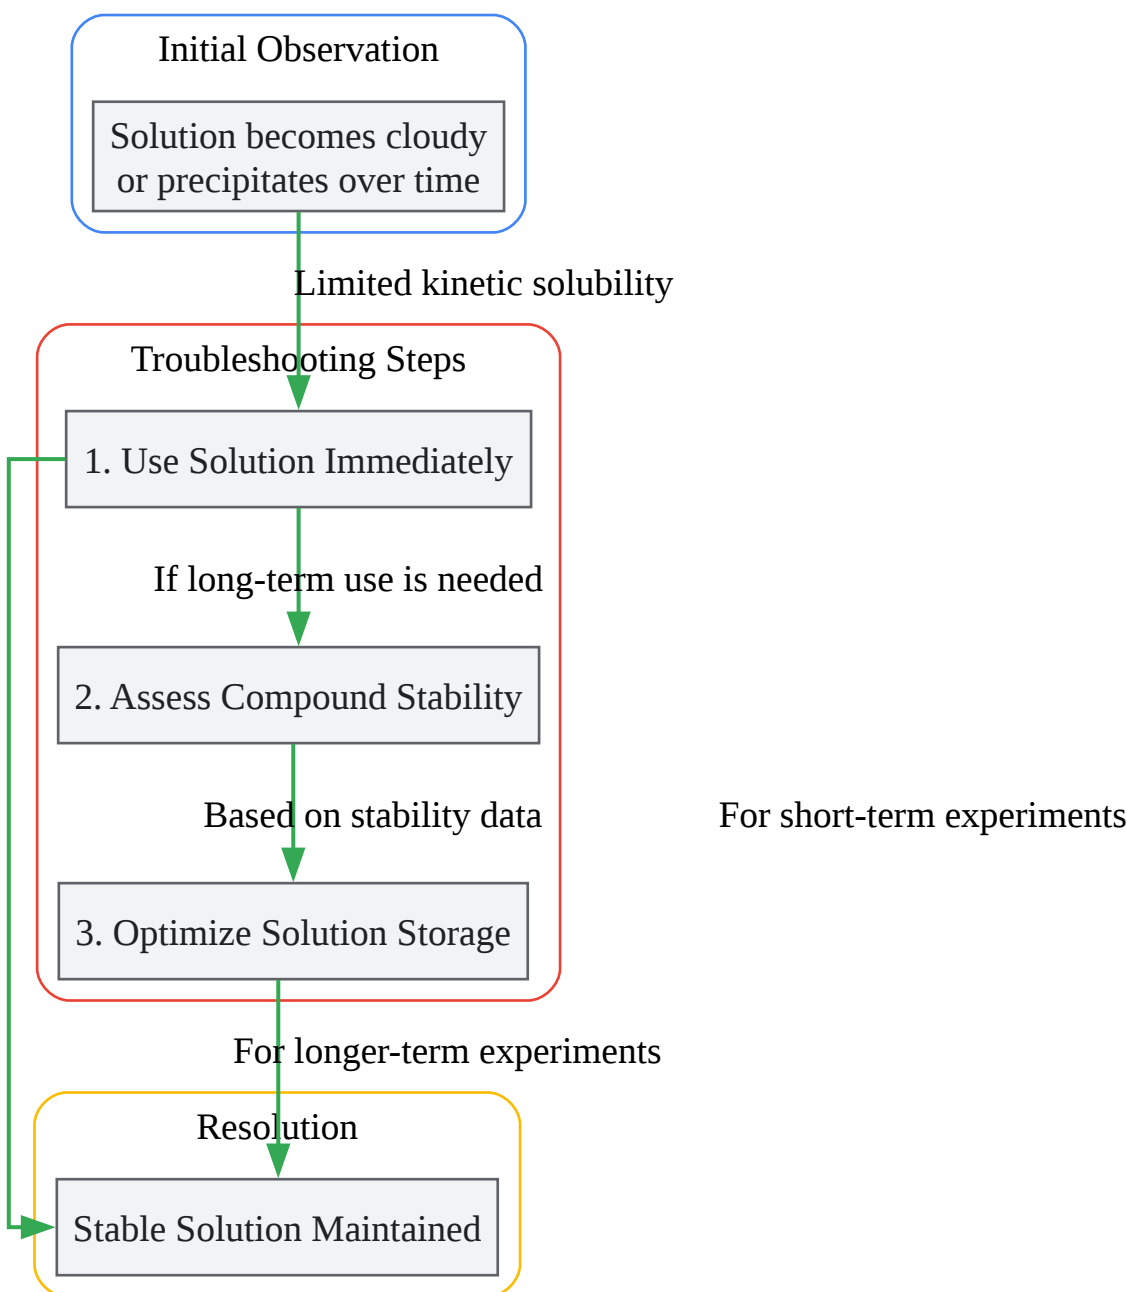 Initial Observation
Solution becomes cloudy
or precipitates over time
Limited kinetic solubility
Troubleshooting Steps
1. Use Solution Immediately
If long-term use is needed
2. Assess Compound Stability
Based on stability data
For short-term experiments
3. Optimize Solution Storage
For longer-term experiments
Resolution
Stable Solution Maintained